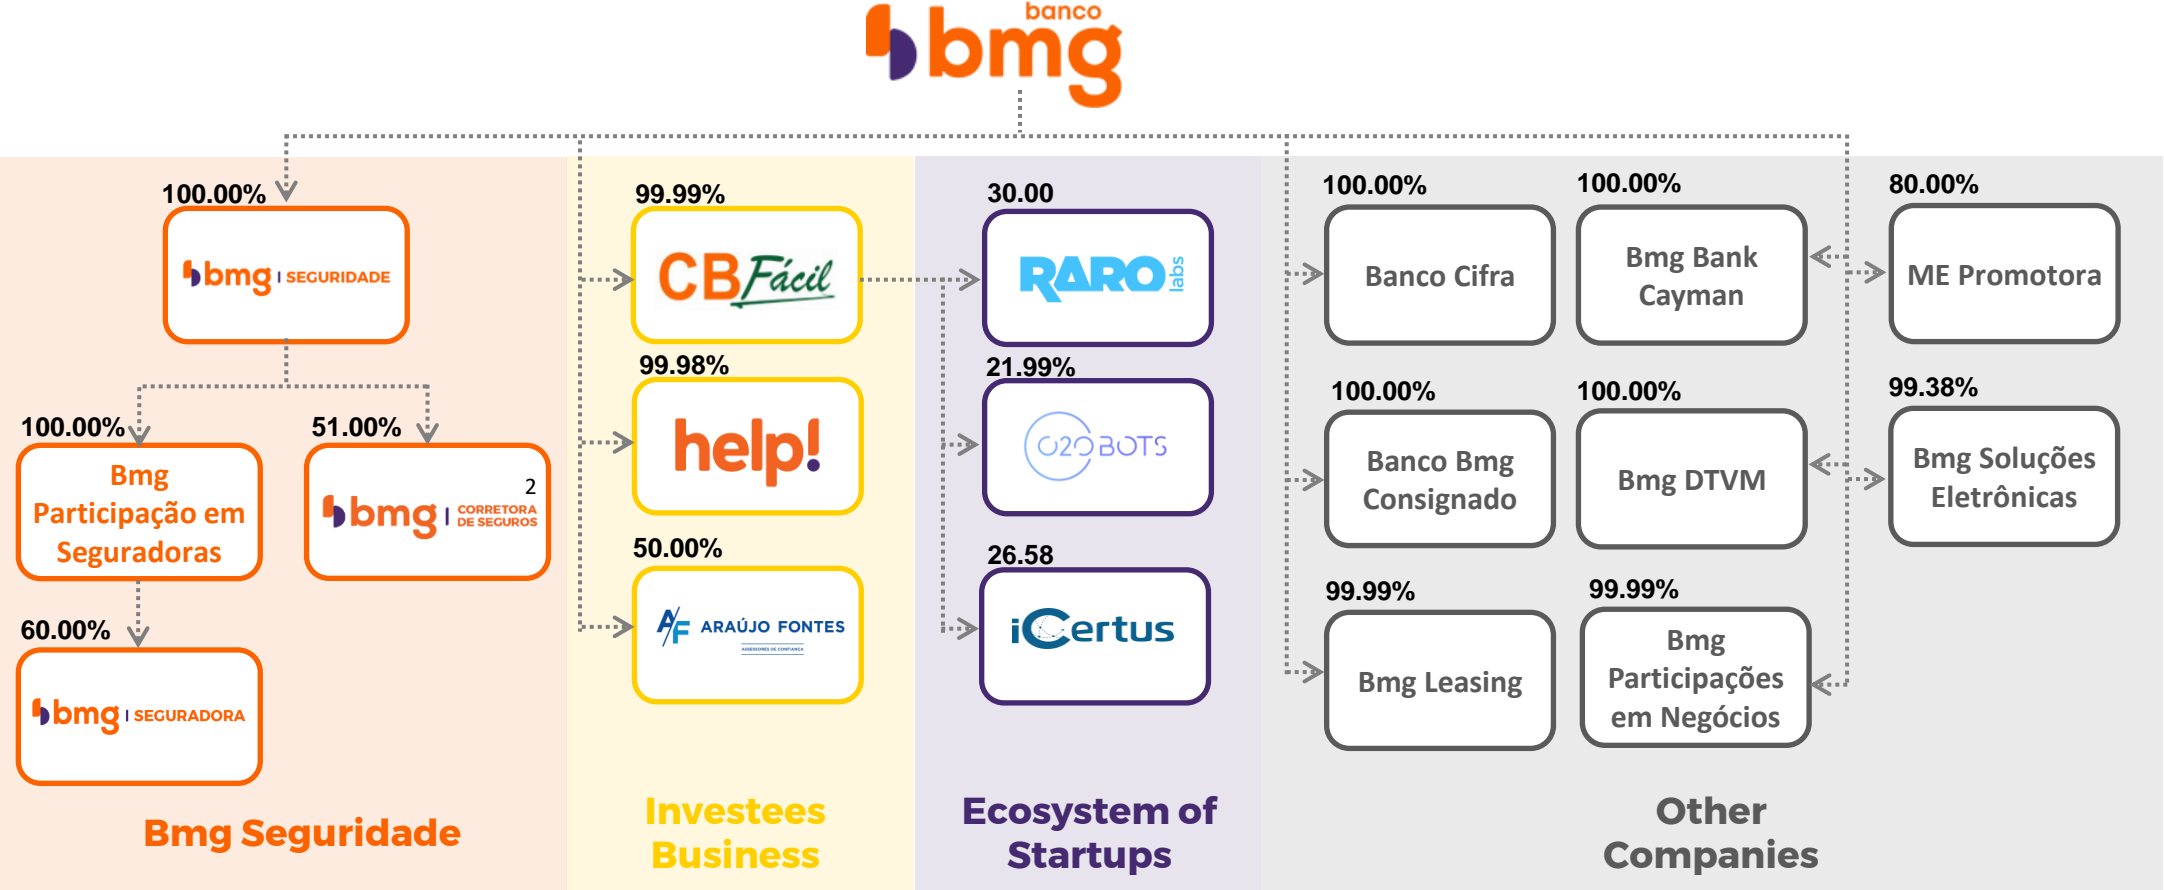 banco
bmg
100.00%
bmg | SEGURIDADE
100.00%
Bmg
Participação em
Seguradoras
51.00%
2
bmg | CORRETORA
DE SEGUROS
60.00%
bmg | SEGURADORA
Bmg Seguridade
99.99%
CB Fácil
99.98%
help!
50.00%
A/F ARAÚJO FONTES
ASSESSORES DE CONFIANÇA
Investees
Business
30.00
RARO labs
21.99%
O2O BOTS
26.58
iCertus
Ecosystem of
Startups
100.00%
Banco Cifra
100.00%
Bmg Bank
Cayman
80.00%
ME Promotora
100.00%
Banco Bmg
Consignado
100.00%
Bmg DTVM
99.38%
Bmg Soluções
Eletrônicas
99.99%
Bmg Leasing
99.99%
Bmg
Participações
em Negócios
Other
Companies